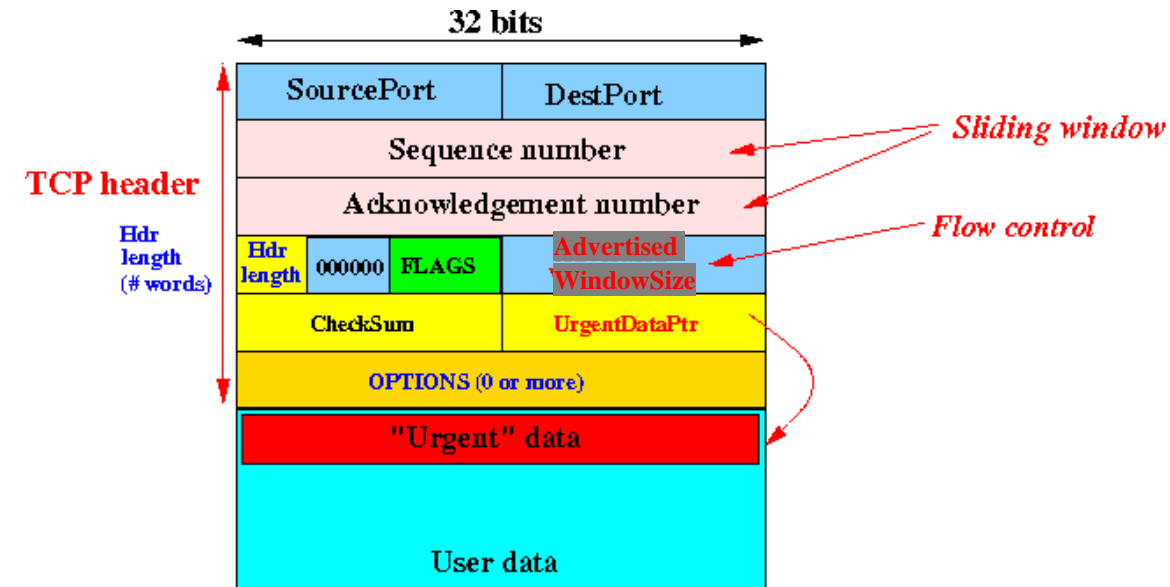 32 bits
SourcePort
DestPort
Sequence number
Sliding window
TCP header
Acknowledgement number
Flow control
Hdr
length
(# words)
Hdr
length
000000
FLAGS
Advertised
WindowSize
CheckSum
UrgentDataPtr
OPTIONS (0 or more)
"Urgent" data
User data